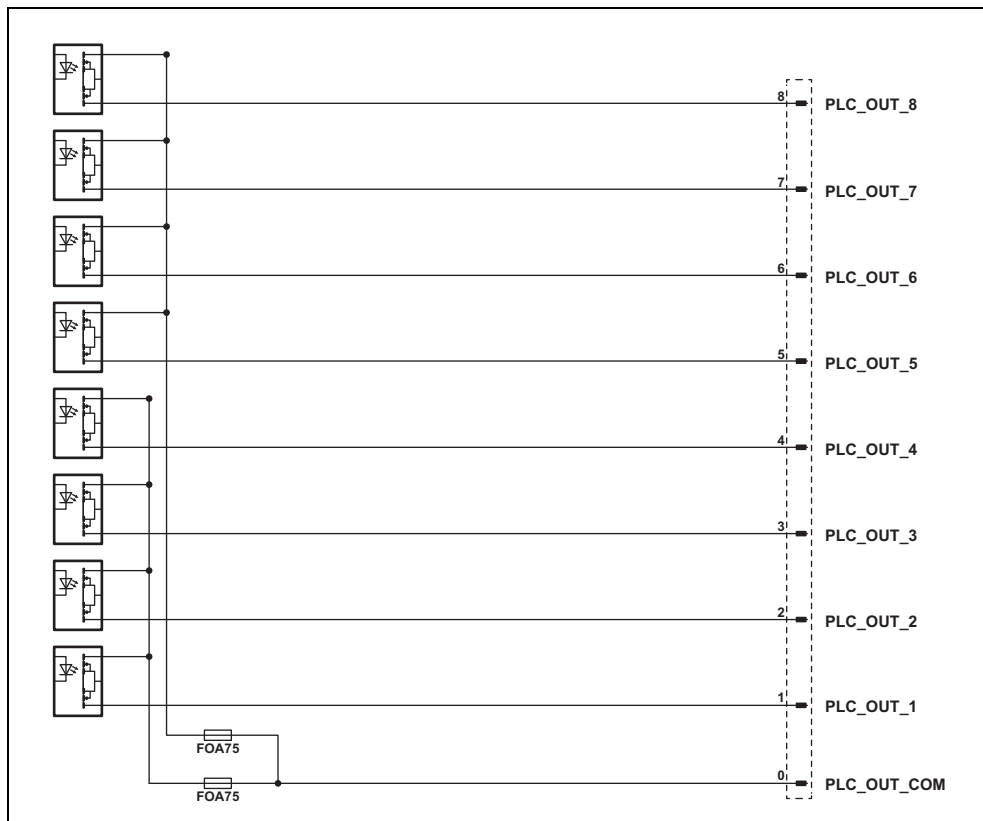 8 PLC_OUT_8
7 PLC_OUT_7
6 PLC_OUT_6
5 PLC_OUT_5
4 PLC_OUT_4
3 PLC_OUT_3
2 PLC_OUT_2
1 PLC_OUT_1
FOA75
0 PLC_OUT_COM
FOA75